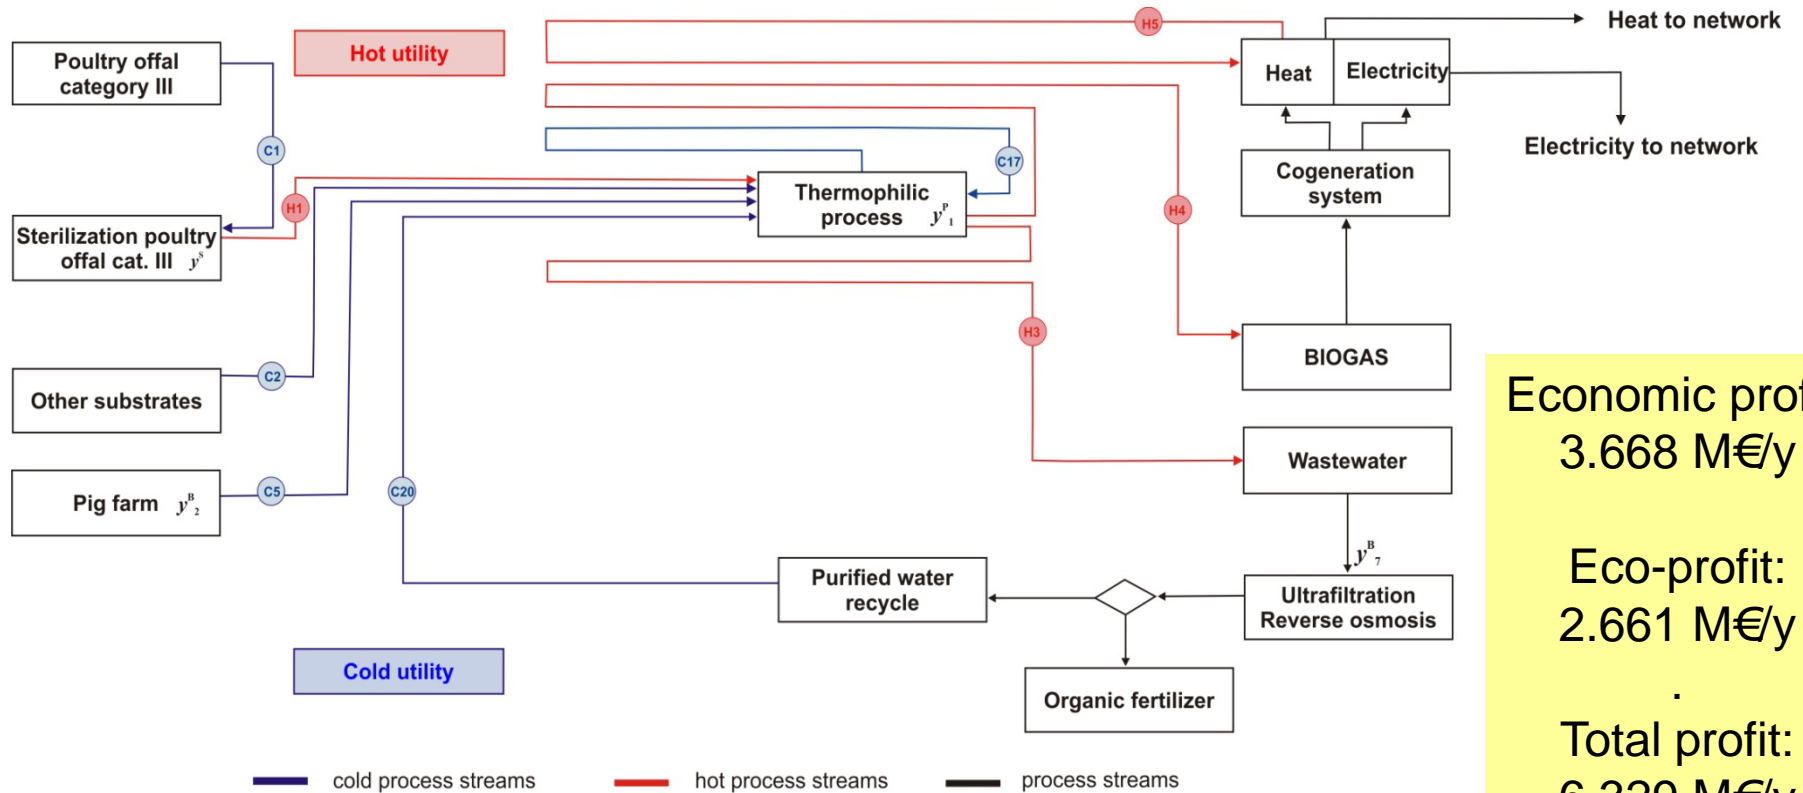 Poultry offal
category III
Hot utility
H5
Heat
Electricity
Heat to network
Electricity to network
C1
C17
Cogeneration
system
Thermophilic
process y^P_1
H1
H4
Sterilization poultry
offal cat. III y^s
H3
BIOGAS
C2
Other substrates
Economic
3.668 M€/y
Wastewater
Pig farm y^B_2
C5
C20
y^B_7
Eco-profit:
2.661 M€/y
.
Purified water
recycle
Ultrafiltration
Reverse osmosis
Cold utility
Organic fertilizer
Total profit:
cold process streams
hot process streams
process streams